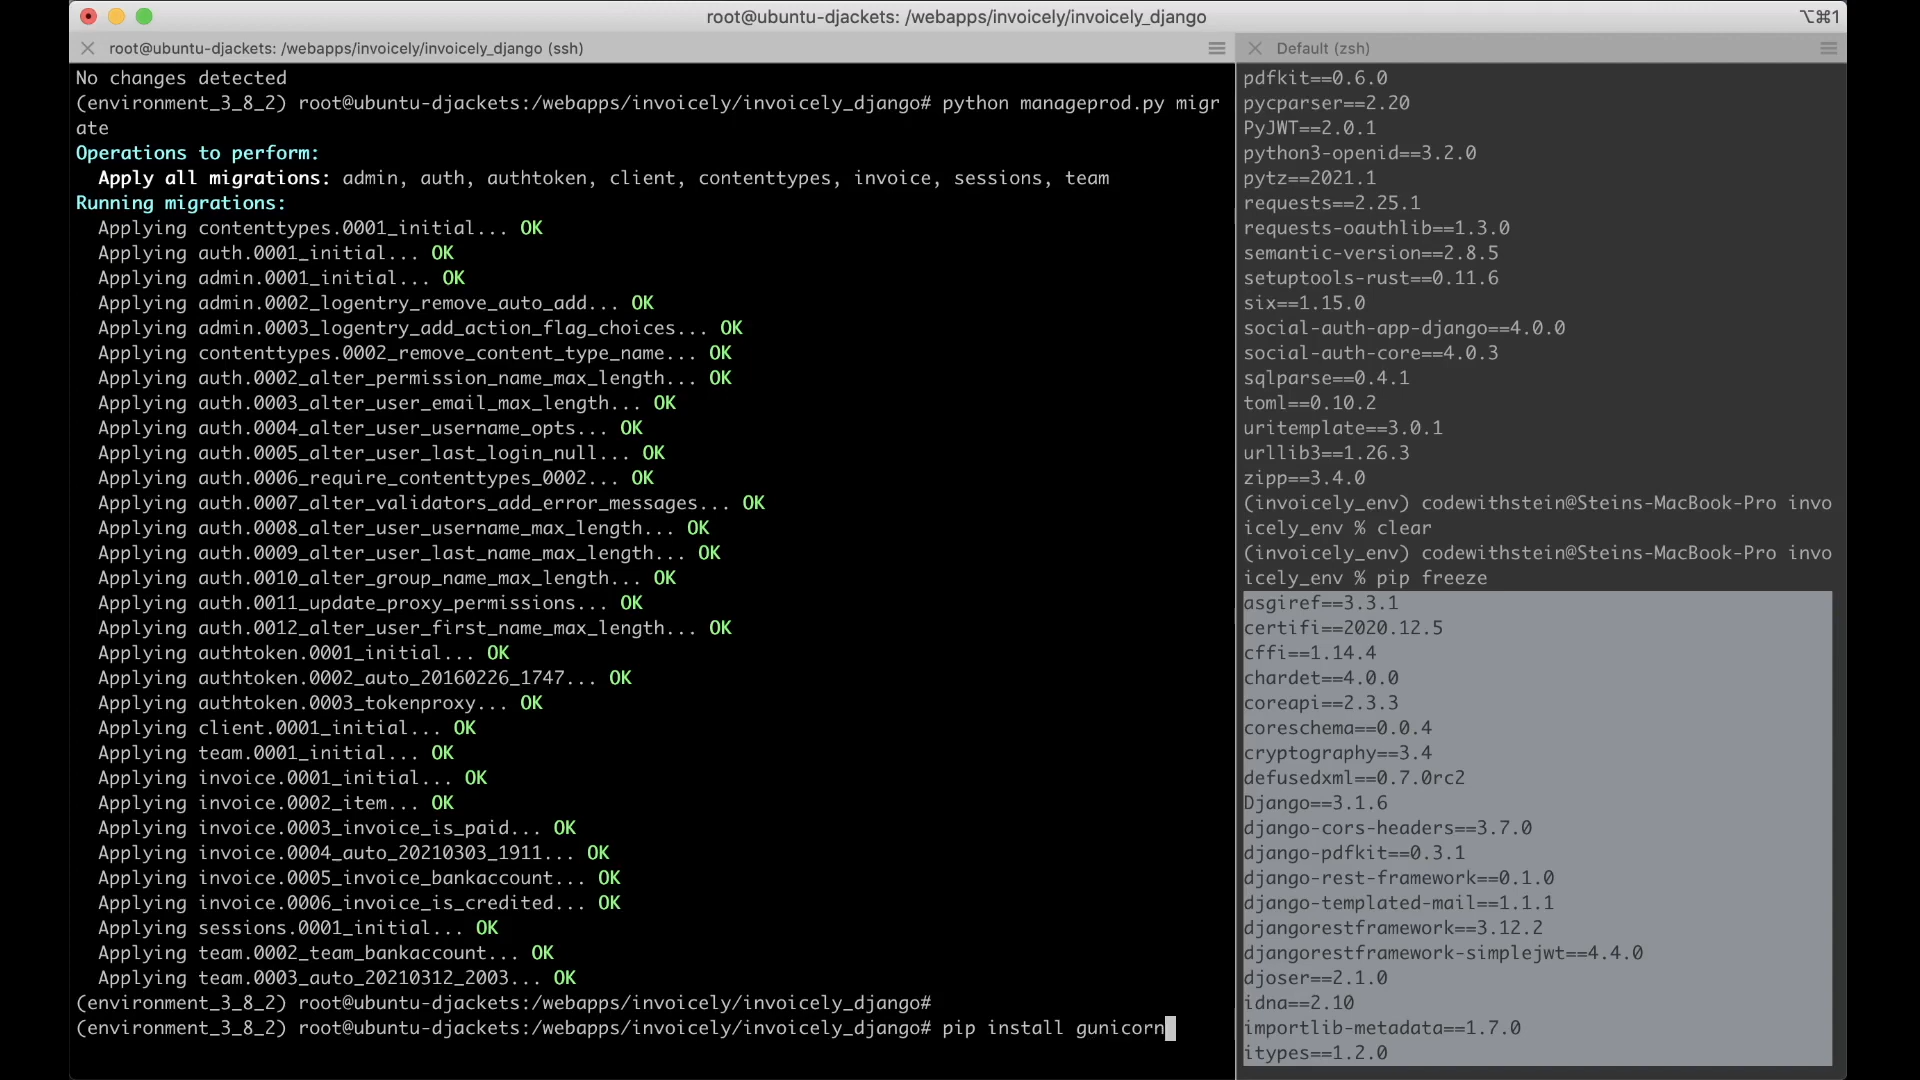 root@ubuntu-djackets: /webapps/invoicely/invoicely_django
⌥⌘1
root@ubuntu-djackets: /webapps/invoicely/invoicely_django (ssh)
No changes detected
(environment_3_8_2) root@ubuntu-djackets:/webapps/invoicely/invoicely_django# python manageprod.py migr
ate
Operations to perform:
  Apply all migrations: admin, auth, authtoken, client, contenttypes, invoice, sessions, team
Running migrations:
  Applying contenttypes.0001_initial... OK
  Applying auth.0001_initial... OK
  Applying admin.0001_initial... OK
  Applying admin.0002_logentry_remove_auto_add... OK
  Applying admin.0003_logentry_add_action_flag_choices... OK
  Applying contenttypes.0002_remove_content_type_name... OK
  Applying auth.0002_alter_permission_name_max_length... OK
  Applying auth.0003_alter_user_email_max_length... OK
  Applying auth.0004_alter_user_username_opts... OK
  Applying auth.0005_alter_user_last_login_null... OK
  Applying auth.0006_require_contenttypes_0002... OK
  Applying auth.0007_alter_validators_add_error_messages... OK
  Applying auth.0008_alter_user_username_max_length... OK
  Applying auth.0009_alter_user_last_name_max_length... OK
  Applying auth.0010_alter_group_name_max_length... OK
  Applying auth.0011_update_proxy_permissions... OK
  Applying auth.0012_alter_user_first_name_max_length... OK
  Applying authtoken.0001_initial... OK
  Applying authtoken.0002_auto_20160226_1747... OK
  Applying authtoken.0003_tokenproxy... OK
  Applying client.0001_initial... OK
  Applying team.0001_initial... OK
  Applying invoice.0001_initial... OK
  Applying invoice.0002_item... OK
  Applying invoice.0003_invoice_is_paid... OK
  Applying invoice.0004_auto_20210303_1911... OK
  Applying invoice.0005_invoice_bankaccount... OK
  Applying invoice.0006_invoice_is_credited... OK
  Applying sessions.0001_initial... OK
  Applying team.0002_team_bankaccount... OK
  Applying team.0003_auto_20210312_2003... OK
(environment_3_8_2) root@ubuntu-djackets:/webapps/invoicely/invoicely_django#
(environment_3_8_2) root@ubuntu-djackets:/webapps/invoicely/invoicely_django# pip install gunicorn
Default (zsh)
pdfkit==0.6.0
pycparser==2.20
PyJWT==2.0.1
python3-openid==3.2.0
pytz==2021.1
requests==2.25.1
requests-oauthlib==1.3.0
semantic-version==2.8.5
setuptools-rust==0.11.6
six==1.15.0
social-auth-app-django==4.0.0
social-auth-core==4.0.3
sqlparse==0.4.1
toml==0.10.2
uritemplate==3.0.1
urllib3==1.26.3
zipp==3.4.0
(invoicely_env) codewithstein@Steins-MacBook-Pro invo
icely_env % clear
(invoicely_env) codewithstein@Steins-MacBook-Pro invo
icely_env % pip freeze
asgiref==3.3.1
certifi==2020.12.5
cffi==1.14.4
chardet==4.0.0
coreapi==2.3.3
coreschema==0.0.4
cryptography==3.4
defusedxml==0.7.0rc2
Django==3.1.6
django-cors-headers==3.7.0
django-pdfkit==0.3.1
django-rest-framework==0.1.0
django-templated-mail==1.1.1
djangorestframework==3.12.2
djangorestframework-simplejwt==4.4.0
djoser==2.1.0
idna==2.10
importlib-metadata==1.7.0
itypes==1.2.0